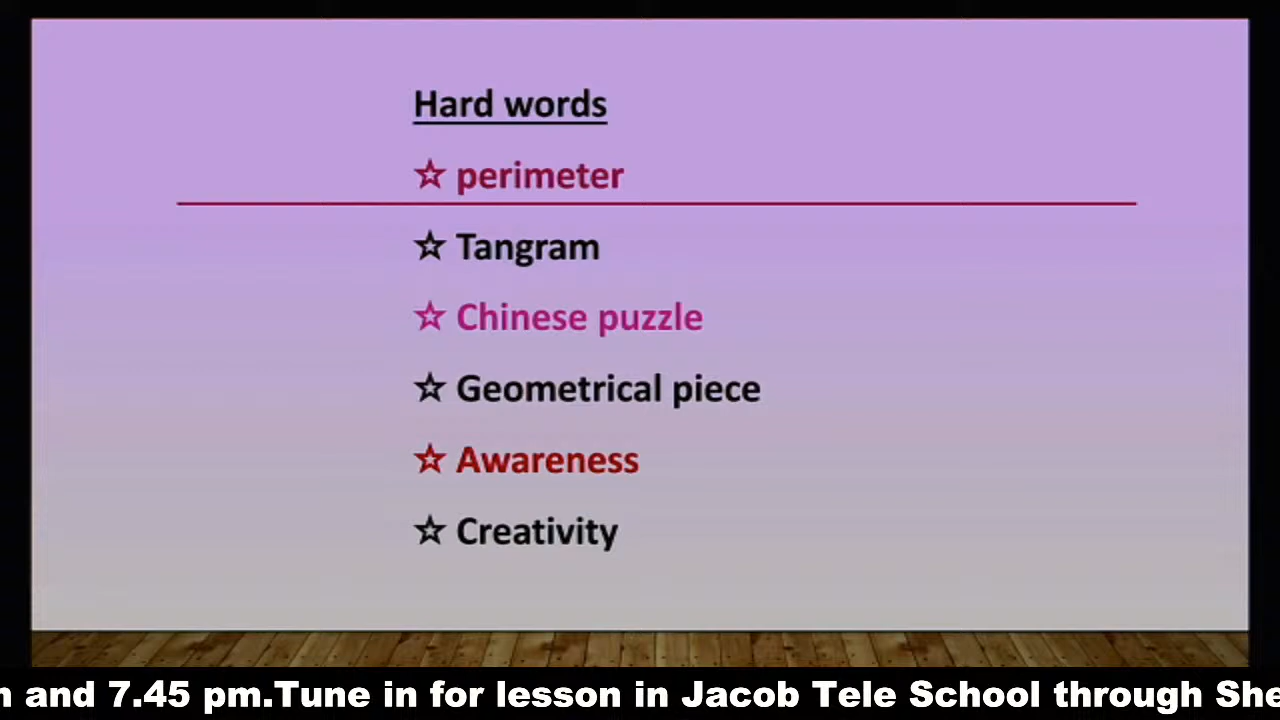 Hard words
☆ perimeter
☆ Tangram
☆ Chinese puzzle
☆ Geometrical piece
☆ Awareness
☆ Creativity
and 7.45 pm.Tune in for lesson in Jacob Tele School through